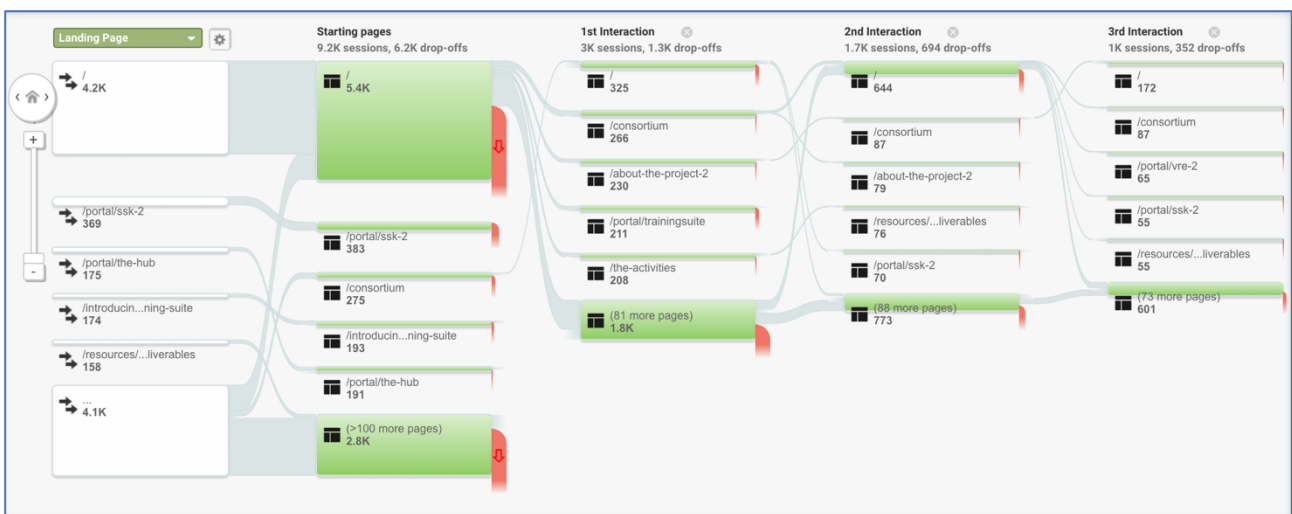 Landing Page
/
4.2K
/portal/ssk-2
369
/portal/the-hub
175
/introducin...ning-suite
174
/resources/...liverables
158
...
4.1K
+
-
Starting pages
9.2K sessions, 6.2K drop-offs
/
5.4K
/portal/ssk-2
383
/consortium
275
/introducin...ning-suite
193
/portal/the-hub
191
(>100 more pages)
2.8K
1st Interaction
3K sessions, 1.3K drop-offs
/
325
/consortium
266
/about-the-project-2
230
/portal/trainingsuite
211
/the-activities
208
(81 more pages)
1.8K
2nd Interaction
1.7K sessions, 694 drop-offs
/
644
/consortium
87
/about-the-project-2
79
/resources/...liverables
76
/portal/ssk-2
70
(88 more pages)
773
3rd Interaction
1K sessions, 352 drop-offs
/
172
/consortium
87
/portal/vre-2
65
/portal/ssk-2
55
/resources/...liverables
55
(73 more pages)
601